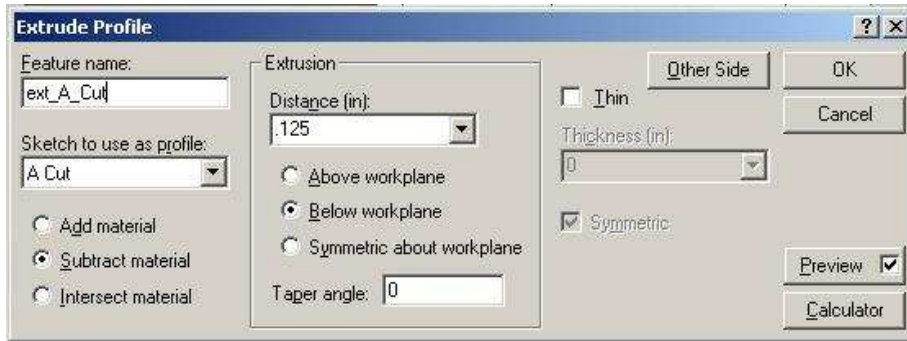 Extrude Profile
Feature name:
ext_A_Cut
Sketch to use as profile:
A Cut
Add material
Subtract material
Intersect material
Extrusion
Distance (in):
.125
Above workplane
Below workplane
Symmetric about workplane
Taper angle: 0
Other Side
Thin
Thickness (in):
0
Symmetric
OK
Cancel
Preview
Calculator